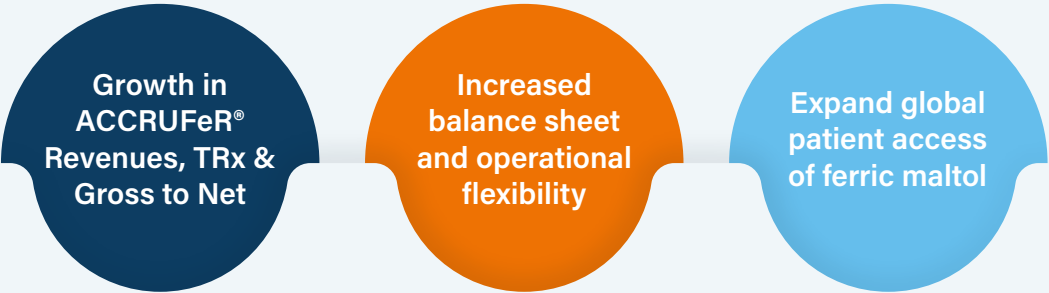 Growth in
ACCRUFeR®
Revenues, TRx &
Gross to Net
Increased
balance sheet
and operational
flexibility
Expand global
patient access
of ferric maltol